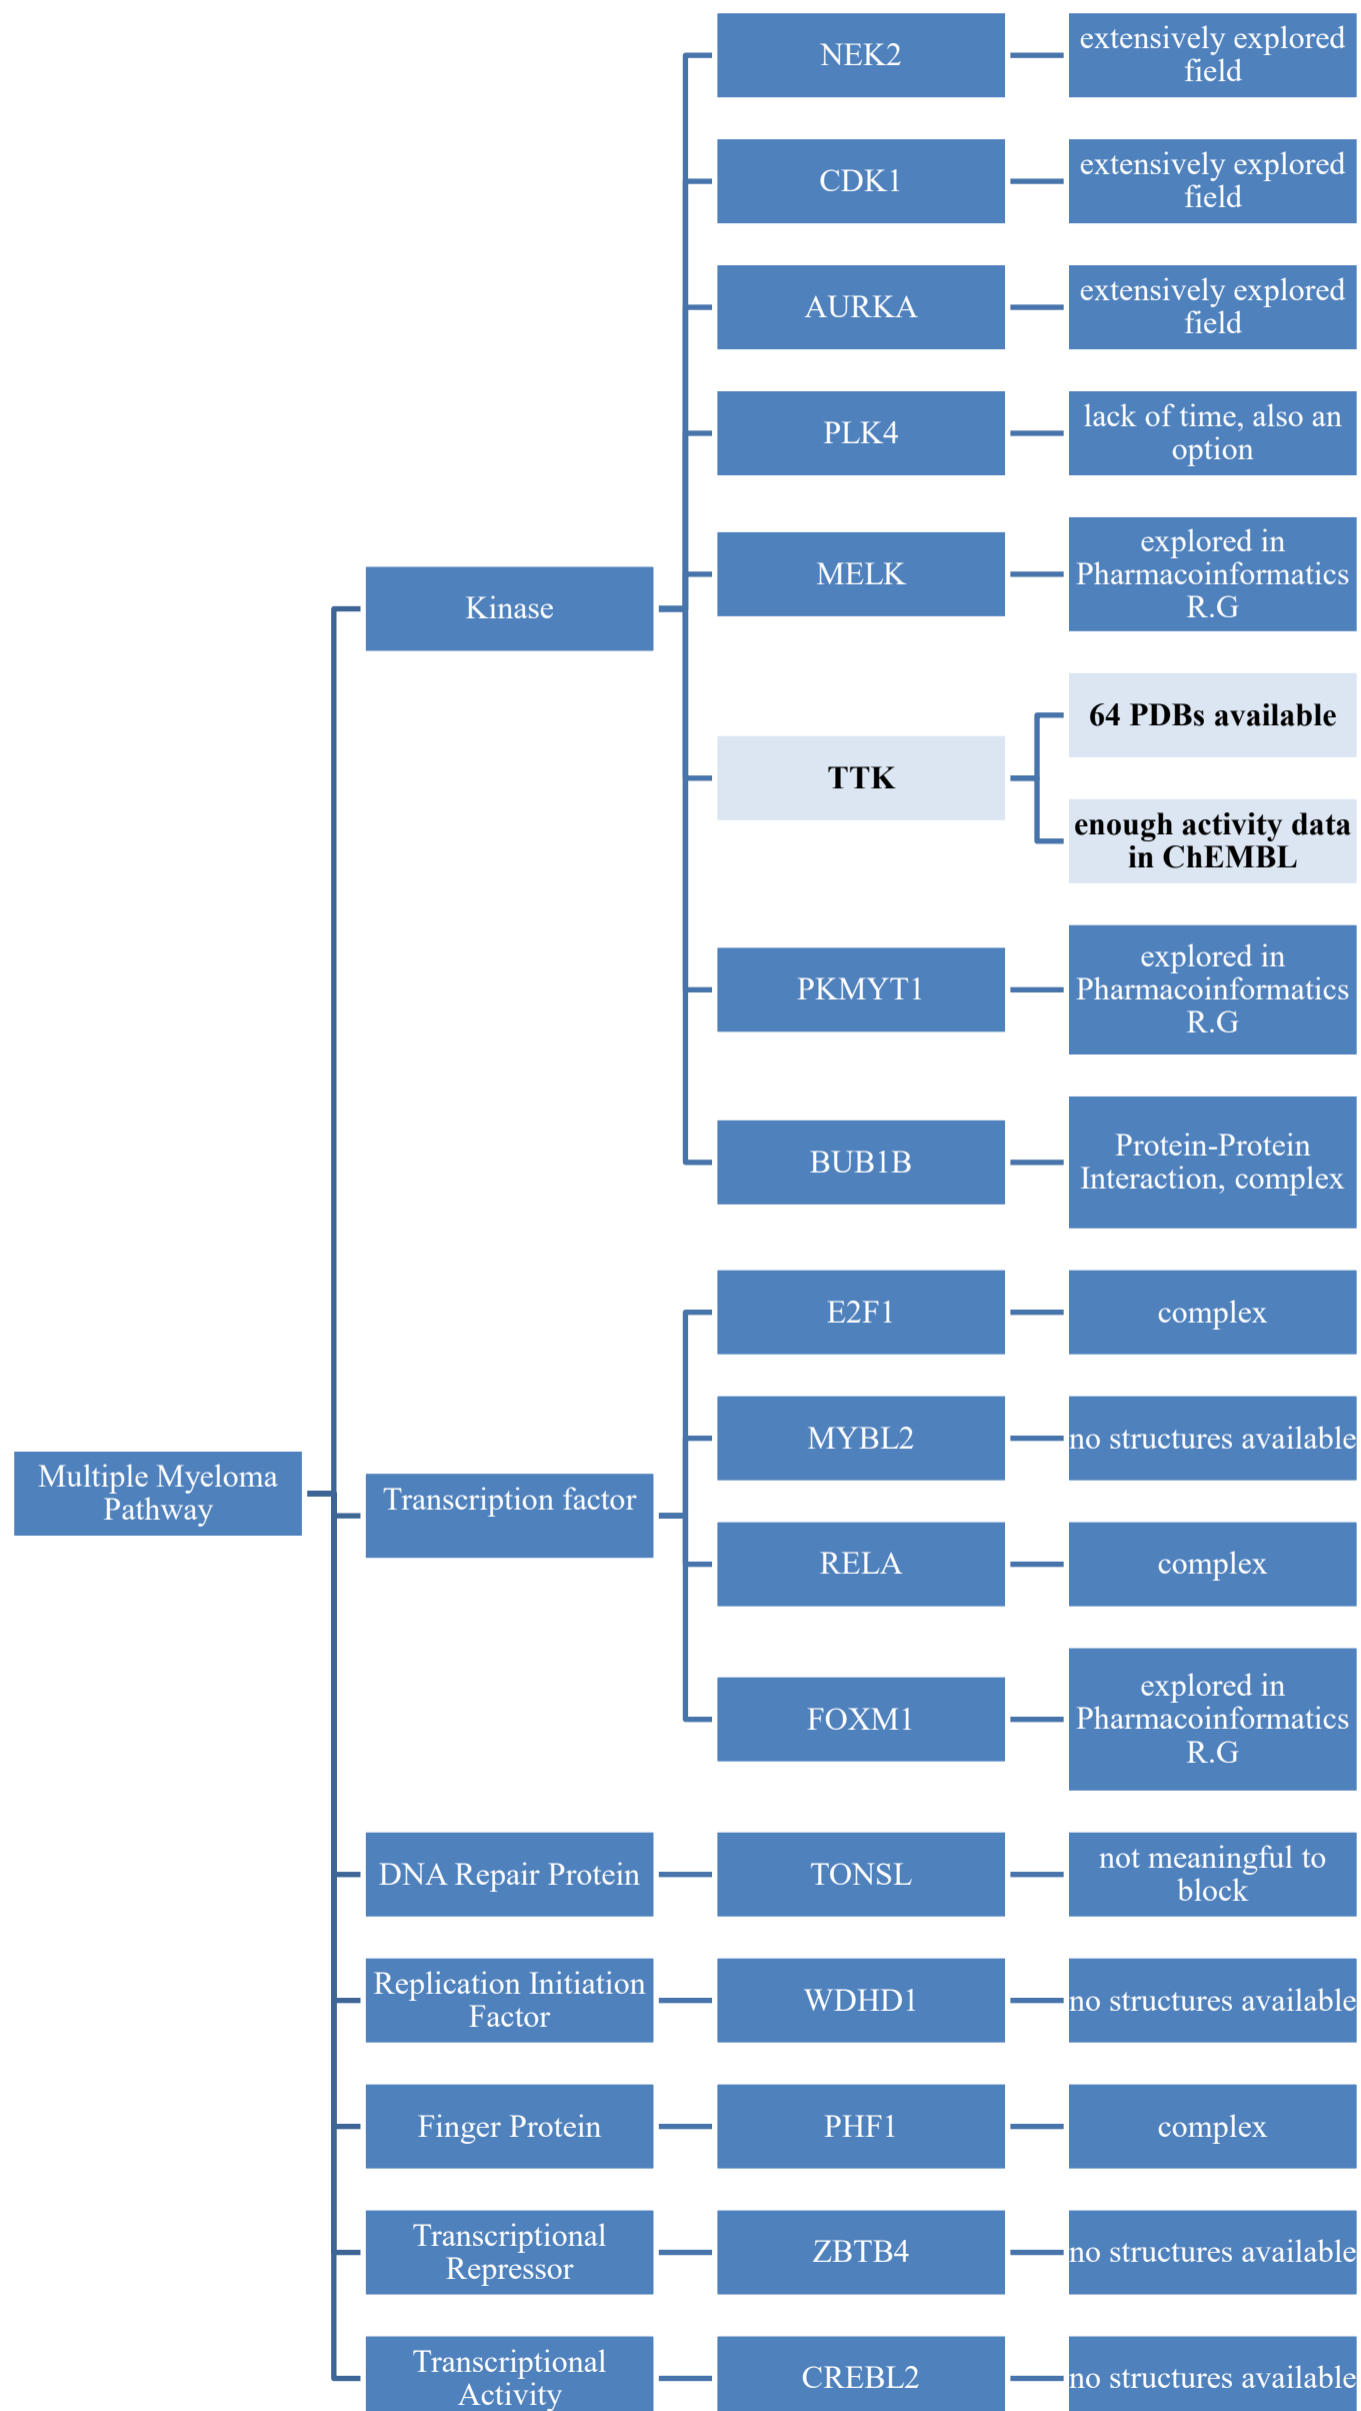 Multiple Myeloma
Pathway
Kinase
NEK2
extensively explored
field
CDK1
extensively explored
field
AURKA
extensively explored
field
PLK4
lack of time, also an
option
MELK
explored in
Pharmacoinformatics
R.G
TTK
64 PDBs available
enough activity data
in ChEMBL
PKMYT1
explored in
Pharmacoinformatics
R.G
BUB1B
Protein-Protein
Interaction, complex
Transcription factor
E2F1
complex
MYBL2
no structures available
RELA
complex
FOXM1
explored in
Pharmacoinformatics
R.G
DNA Repair Protein
TONSL
not meaningful to
block
Replication Initiation
Factor
WDHD1
no structures available
Finger Protein
PHF1
complex
Transcriptional
Repressor
ZBTB4
no structures available
Transcriptional
Activity
CREBL2
no structures available